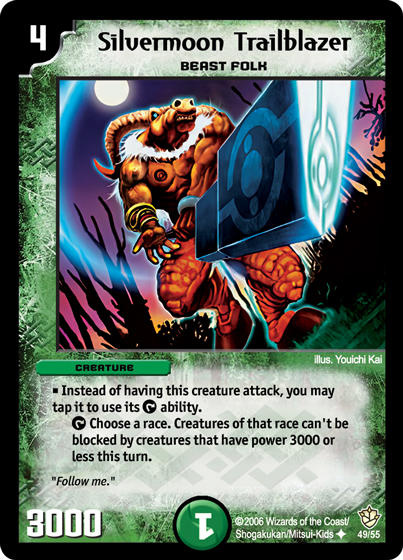 4 Silvermoon Trailblazer
BEAST FOLK
illus. Youichi Kai
CREATURE
▪ Instead of having this creature attack, you may
tap it to use its ability.
Choose a race. Creatures of that race can't be
blocked by creatures that have power 3000 or
less this turn.
"Follow me."
3000
1
©2006 Wizards of the Coast/
Shogakukan/Mitsui-Kids ✦ 49/55